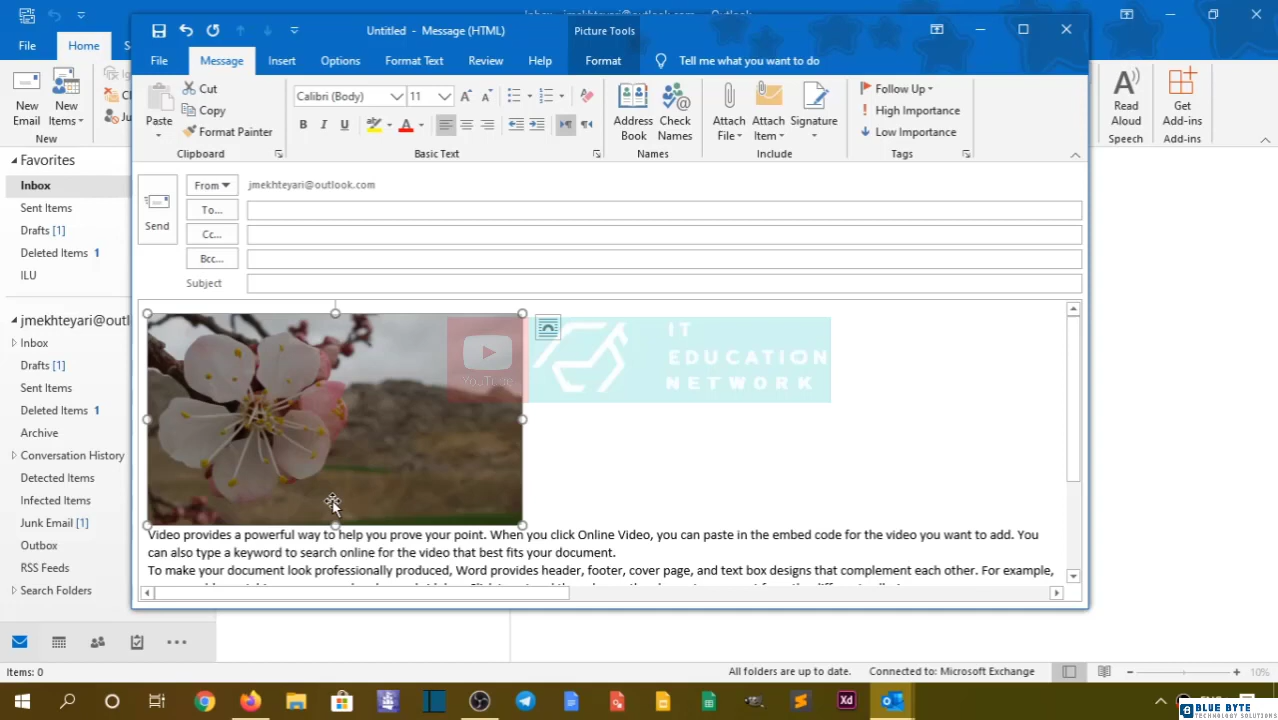 Inbox - jmekhteyari@outlook.com - Outlook
Untitled - Message (HTML)
Picture Tools
File
Home
File
Message
Insert
Options
Format Text
Review
Help
Format
Tell me what you want to do
New Email
New Items
New
Paste
Cut
Copy
Format Painter
Clipboard
Calibri (Body)
11
B I U
A
Basic Text
Address Book
Check Names
Names
Attach File
Attach Item
Signature
Include
Follow Up
High Importance
Low Importance
Tags
Read Aloud
Speech
Get Add-ins
Add-ins
Favorites
Inbox
Sent Items
Drafts [1]
Deleted Items 1
ILU
jmekhteyari@outl
Inbox
Drafts [1]
Sent Items
Deleted Items 1
Archive
Conversation History
Detected Items
Infected Items
Junk Email [1]
Outbox
RSS Feeds
Search Folders
Send
From
jmekhteyari@outlook.com
To...
Cc...
Bcc...
Subject
YouTube
IT
EDUCATION
NETWORK
Video provides a powerful way to help you prove your point. When you click Online Video, you can paste in the embed code for the video you want to add. You
can also type a keyword to search online for the video that best fits your document.
To make your document look professionally produced, Word provides header, footer, cover page, and text box designs that complement each other. For example,
Items: 0
All folders are up to date.
Connected to: Microsoft Exchange
10%
Xd
BLUE BYTE
TECHNOLOGY SOLUTIONS